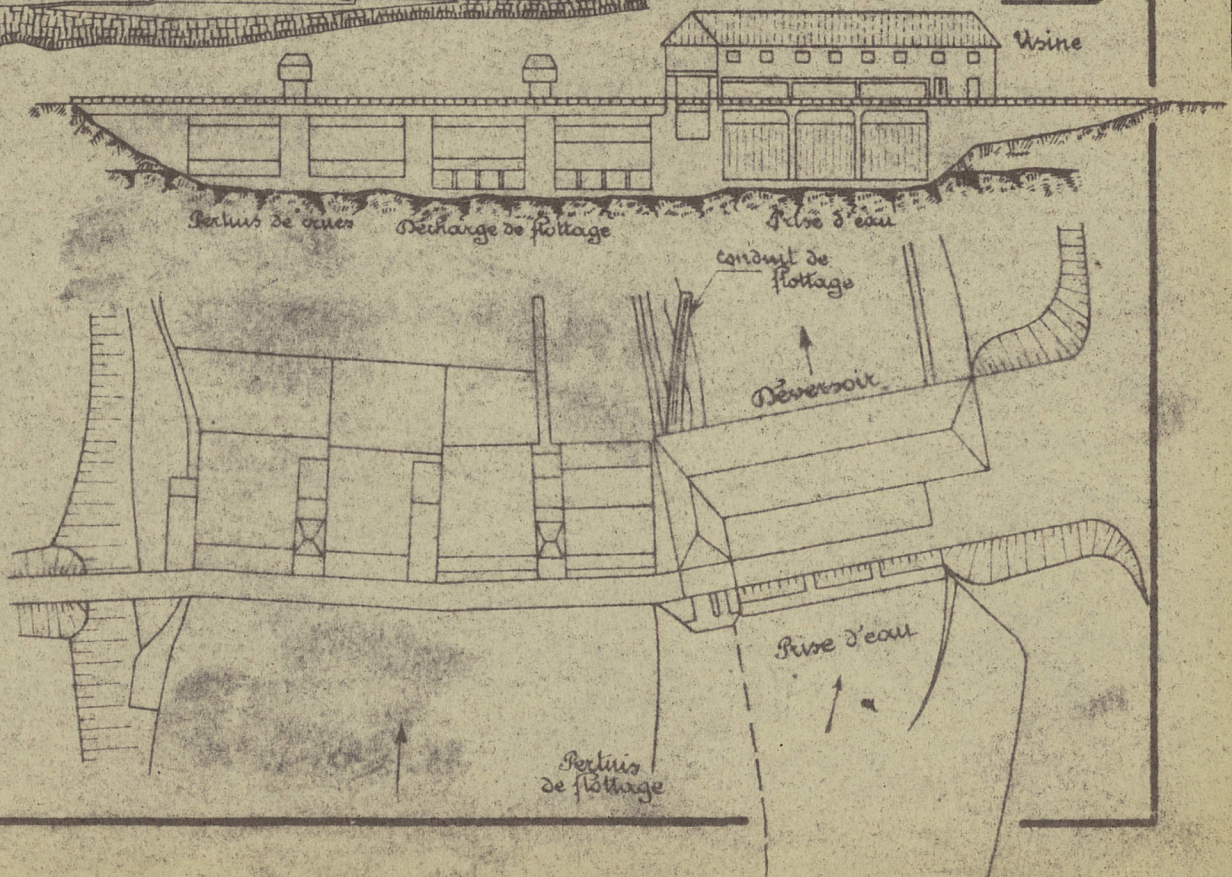 Usine
Pertuis de crues
Décharge de flottage
Prise d'eau
conduit de
flottage
Déversoir
Prise d'eau
Pertuis
de flottage